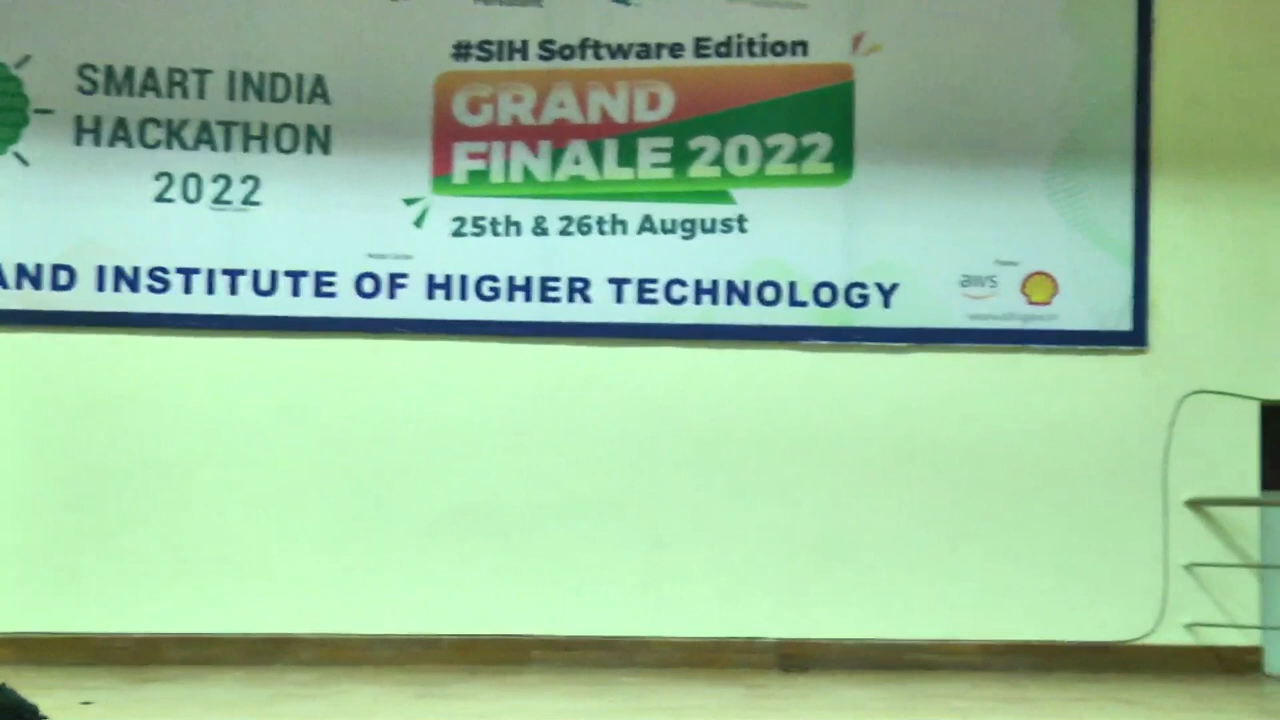 #SIH Software Edition
SMART INDIA
HACKATHON
2022
GRAND
FINALE 2022
25th & 26th August
AND INSTITUTE OF HIGHER TECHNOLOGY
aws